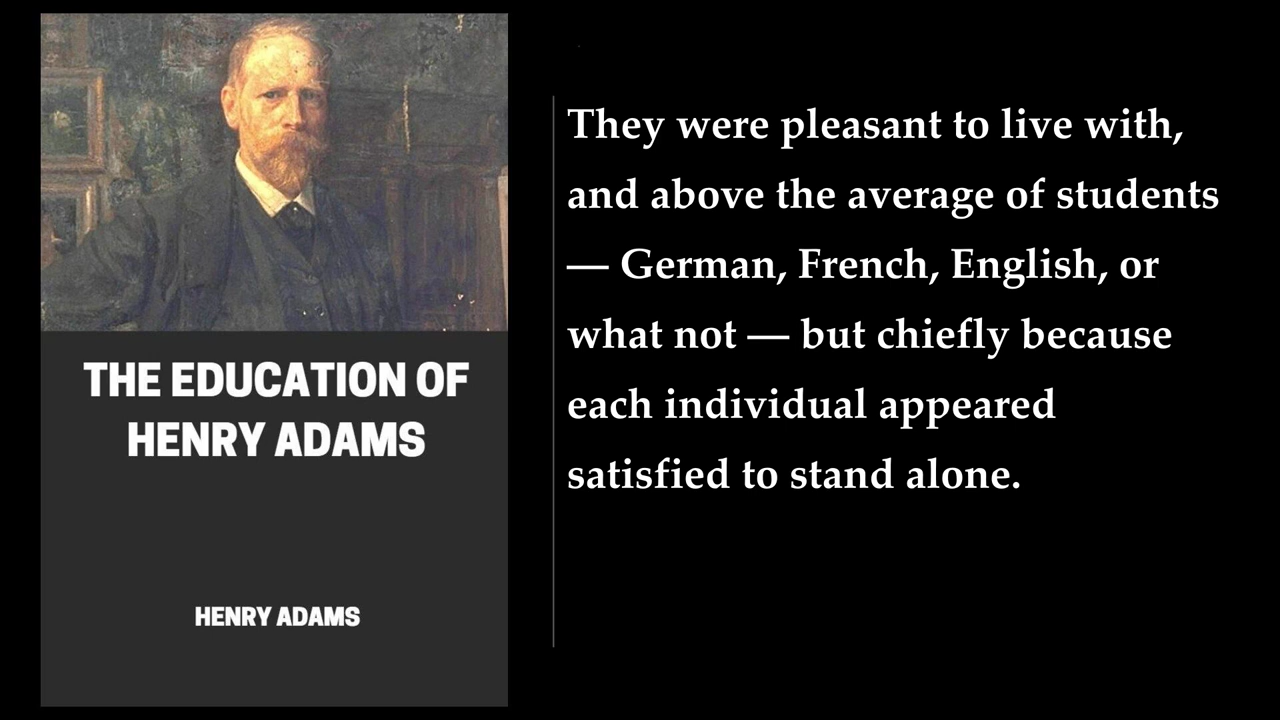 THE EDUCATION OF
HENRY ADAMS
HENRY ADAMS
They were pleasant to live with,
and above the average of students
— German, French, English, or
what not — but chiefly because
each individual appeared
satisfied to stand alone.